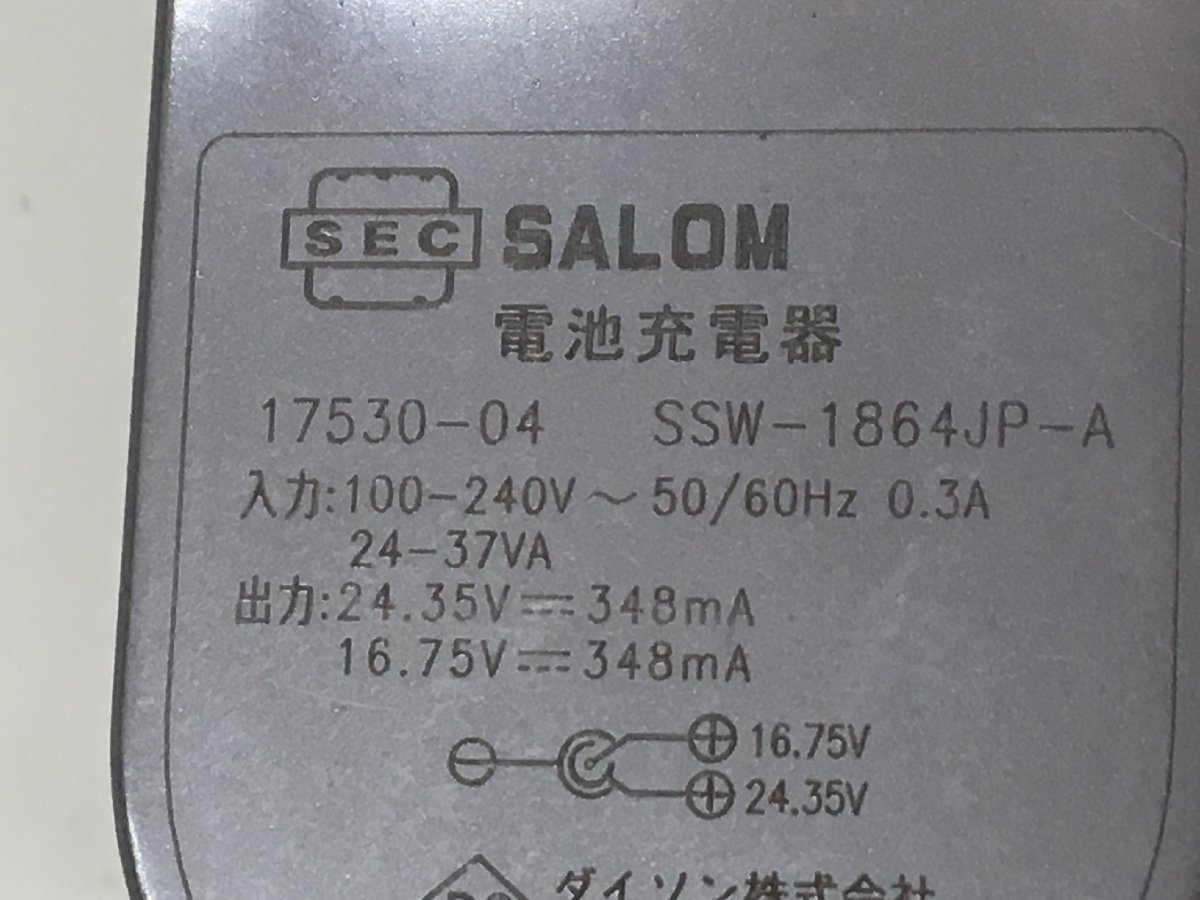 SEC SALOM
電池充電器
17530-04 SSW-1864JP-A
入力:100-240V～50/60Hz 0.3A
24-37VA
出力:24.35V⎓348mA
16.75V⎓348mA
16.75V
24.35V
ダイソン株式会社